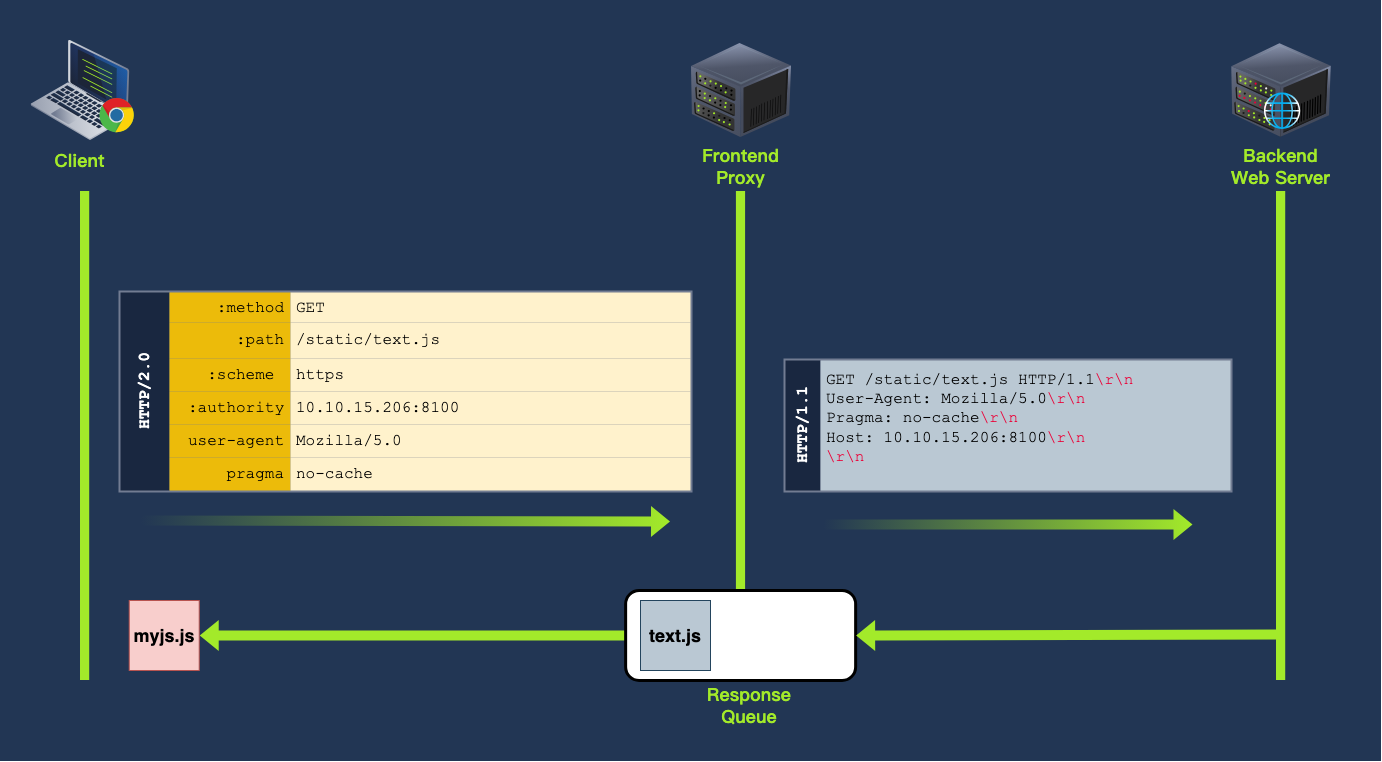 Client
Frontend
Proxy
Backend
Web Server
HTTP/2.0
:method GET
:path /static/text.js
:scheme https
:authority 10.10.15.206:8100
user-agent Mozilla/5.0
pragma no-cache
HTTP/1.1
GET /static/text.js HTTP/1.1\r\n
User-Agent: Mozilla/5.0\r\n
Pragma: no-cache\r\n
Host: 10.10.15.206:8100\r\n
\r\n
myjs.js
text.js
Response
Queue